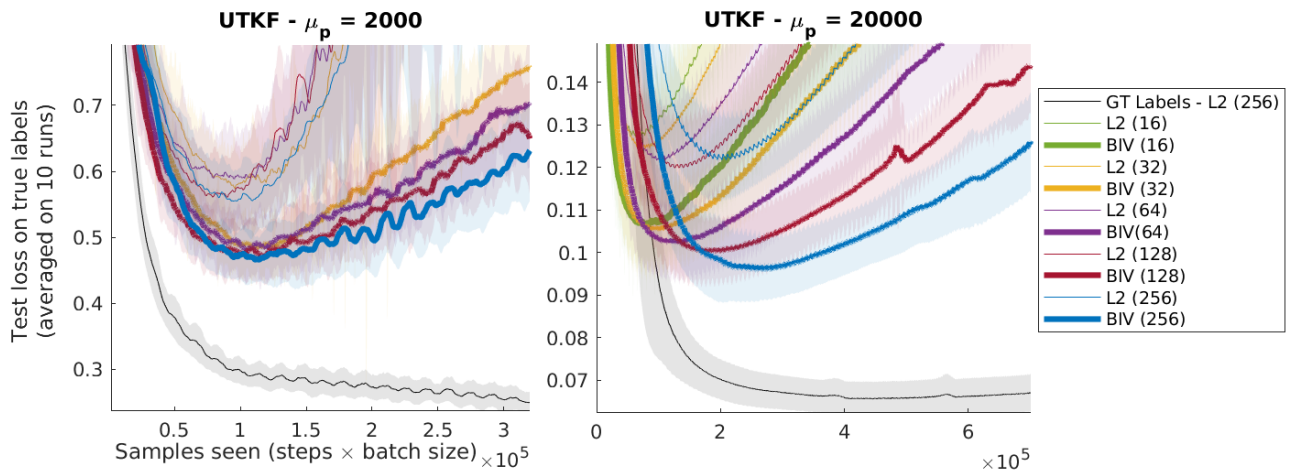 UTKF - μp = 2000
UTKF - μp = 20000
Test loss on true labels
(averaged on 10 runs)
0.7
0.6
0.5
0.4
0.3
0.5
1
1.5
2
2.5
3
Samples seen (steps × batch size)
×10⁵
0.14
0.13
0.12
0.11
0.1
0.09
0.08
0.07
0
2
4
6
×10⁵
GT Labels - L2 (256)
L2 (16)
BIV (16)
L2 (32)
BIV (32)
L2 (64)
BIV(64)
L2 (128)
BIV (128)
L2 (256)
BIV (256)